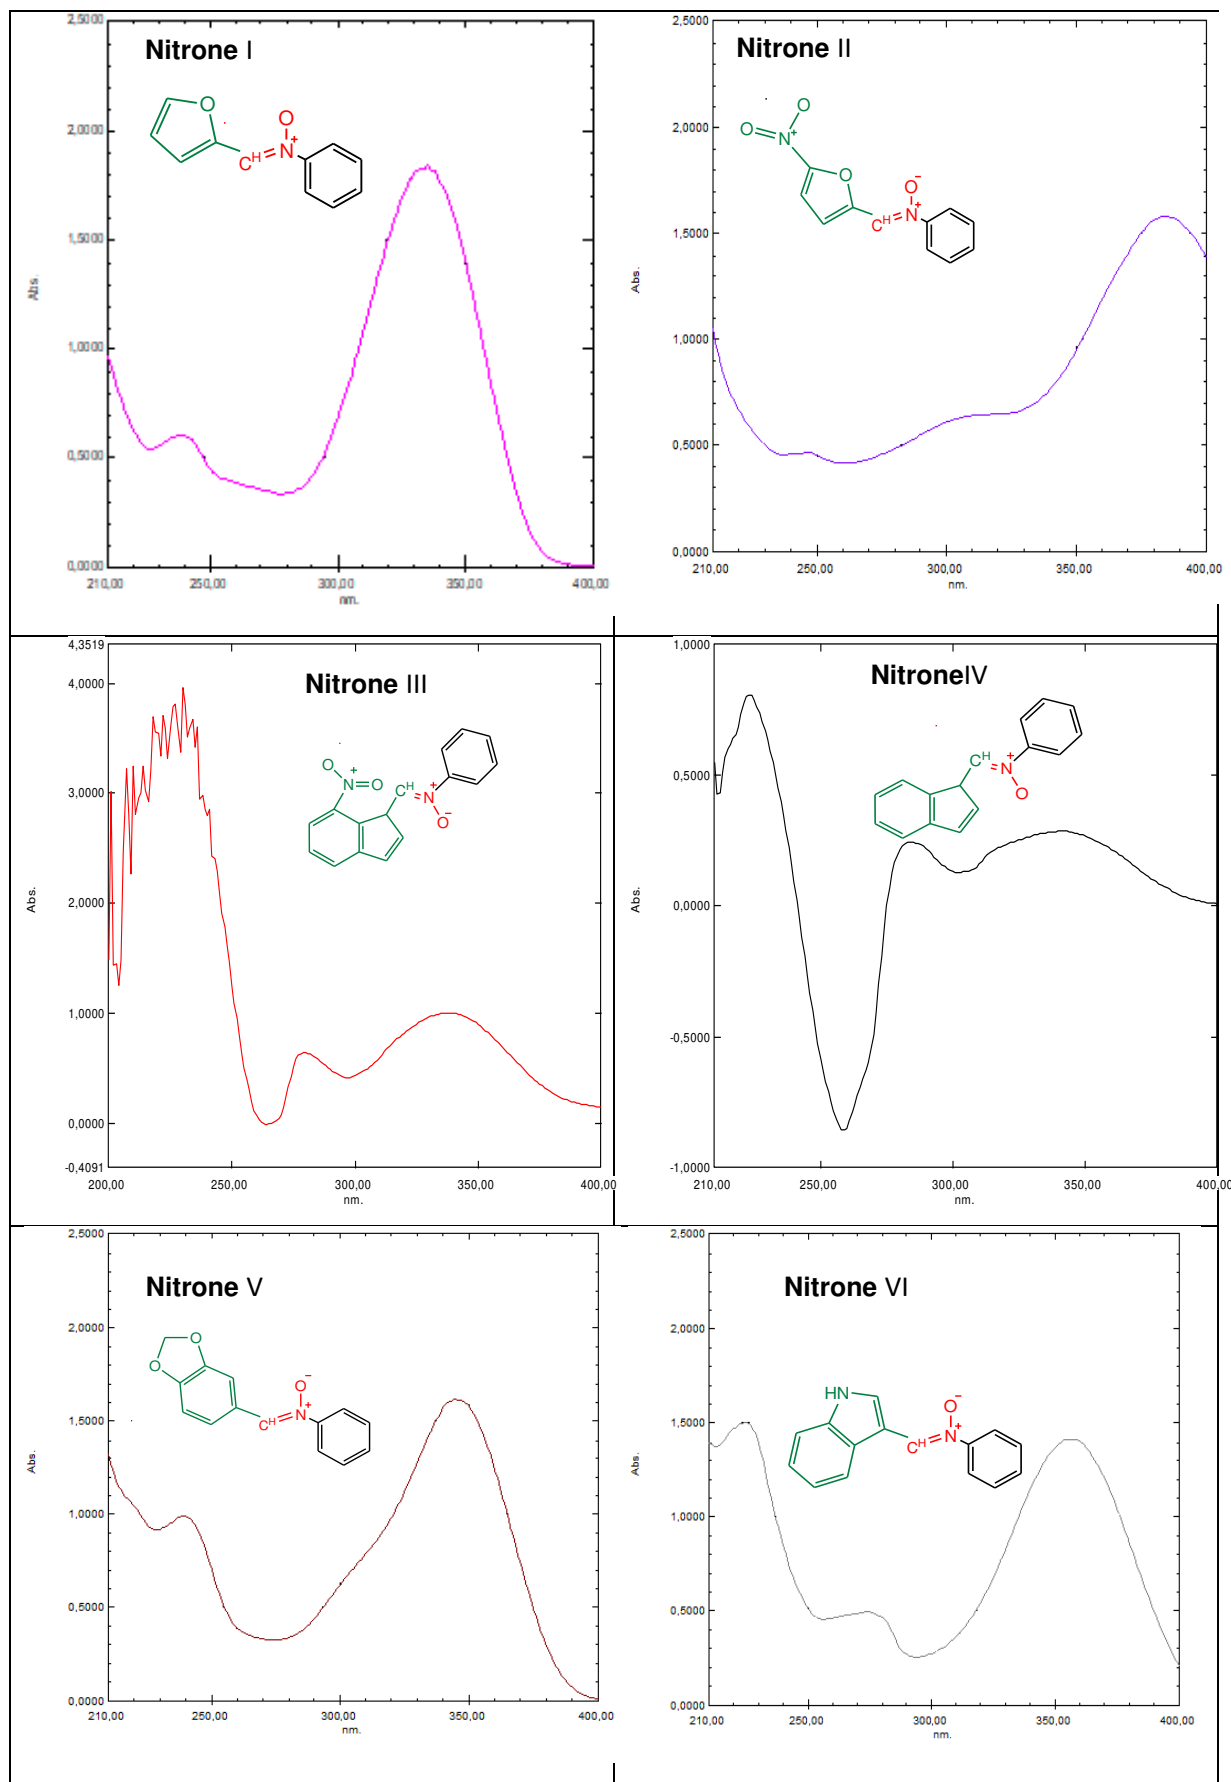 Nitrone I
2,5000
2,0000
1,5000
1,0000
0,5000
0,0000
Abs.
210,00 250,00 300,00 350,00 400,00
nm.
O
O
CH
N
+
Nitrone II
2,5000
2,0000
1,5000
1,0000
0,5000
0,0000
Abs.
210,00 250,00 300,00 350,00 400,00
nm.
O
O
N
+
O
O
−
CH
N
+
Nitrone III
4,3519
4,0000
3,0000
2,0000
1,0000
0,0000
-0,4091
Abs.
200,00 250,00 300,00 350,00 400,00
nm.
O
+
N
O
CH
+
N
O
−
NitroneIV
1,0000
0,5000
0,0000
-0,5000
-1,0000
Abs.
210,00 250,00 300,00 350,00 400,00
nm.
CH
+
N
O
Nitrone V
2,5000
2,0000
1,5000
1,0000
0,5000
0,0000
Abs.
210,00 250,00 300,00 350,00 400,00
nm.
O
O
O
−
CH
N
+
Nitrone VI
2,5000
2,0000
1,5000
1,0000
0,5000
0,0000
Abs.
210,00 250,00 300,00 350,00 400,00
nm.
HN
O
−
CH
N
+